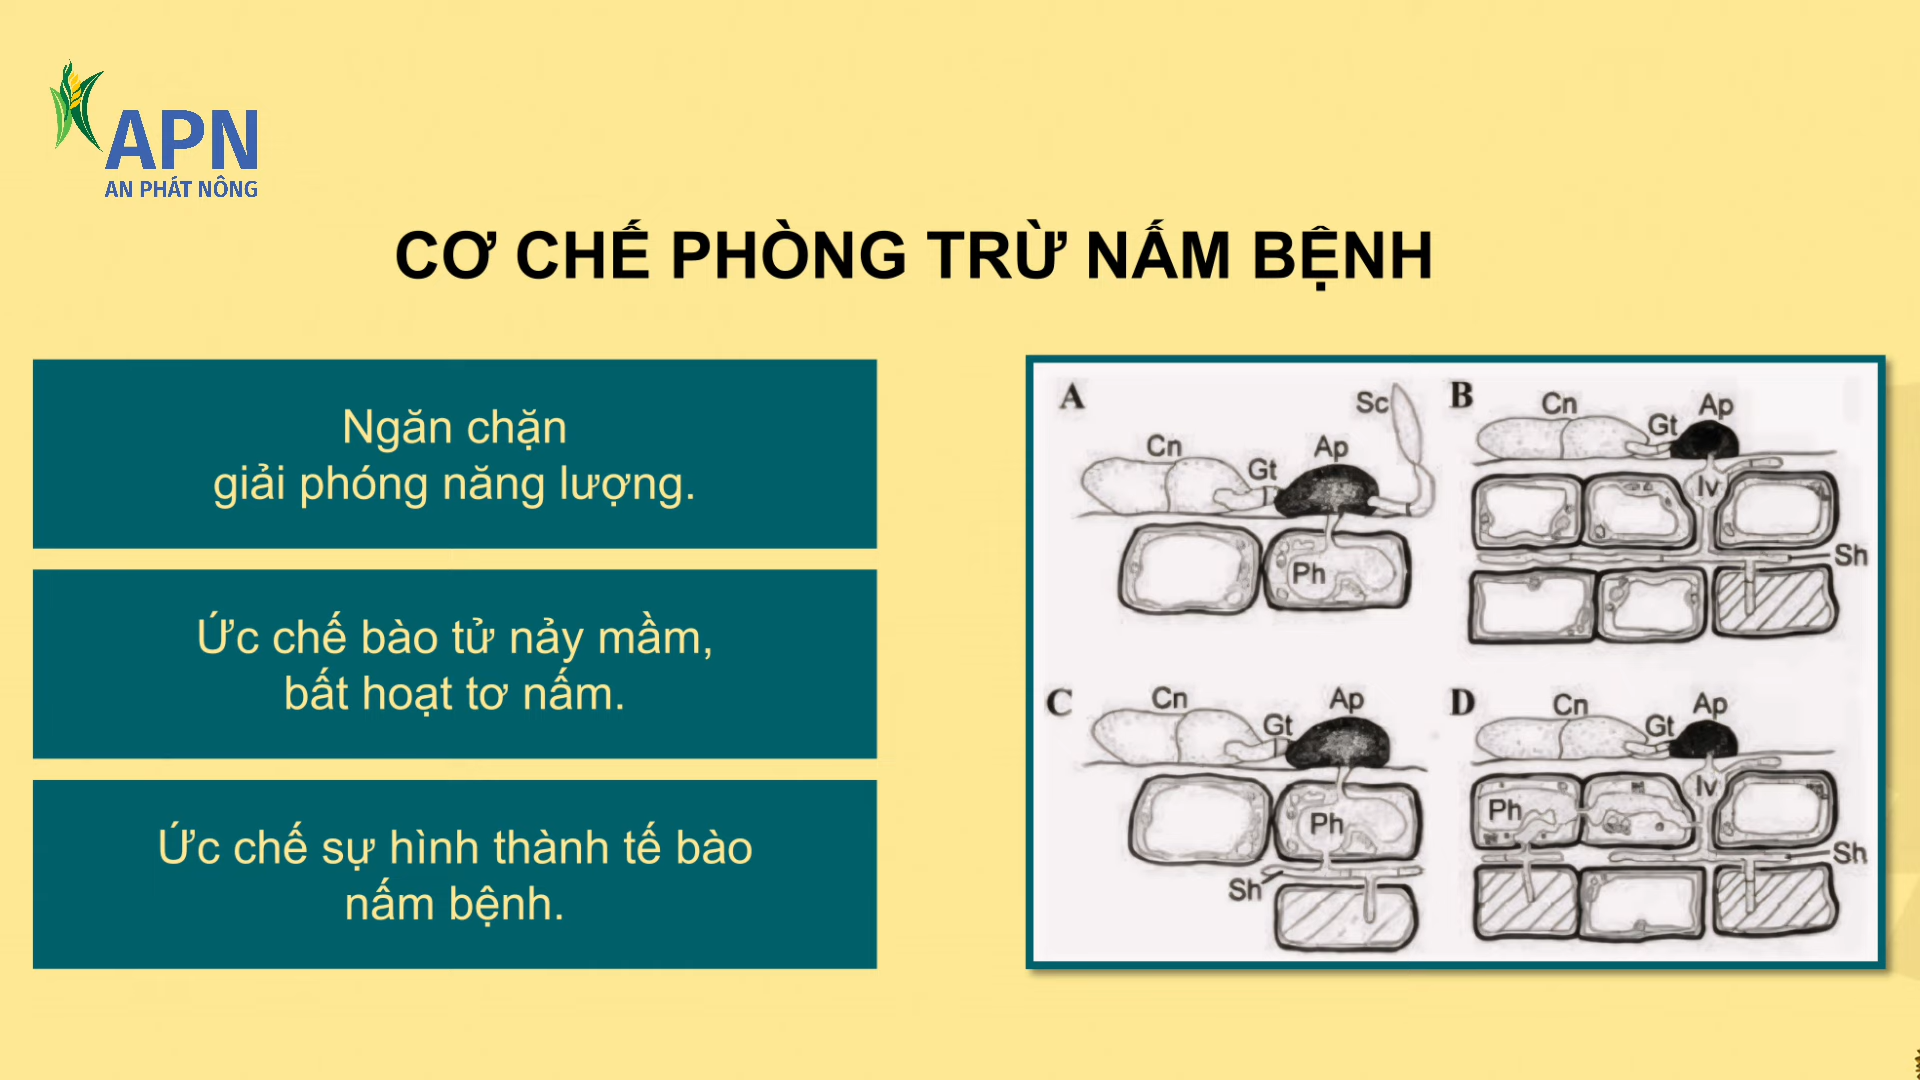 APN
AN PHÁT NÔNG
CƠ CHẾ PHÒNG TRỪ NẤM BỆNH
Ngăn chặn
giải phóng năng lượng.
Ức chế bào tử nảy mầm,
bất hoạt tơ nấm.
Ức chế sự hình thành tế bào
nấm bệnh.
A
Cn
Gt
Ap
Sc
Ph
B
Cn
Gt
Ap
Iv
Sh
C
Cn
Gt
Ap
Ph
Sh
D
Cn
Gt
Ap
Ph
Iv
Sh